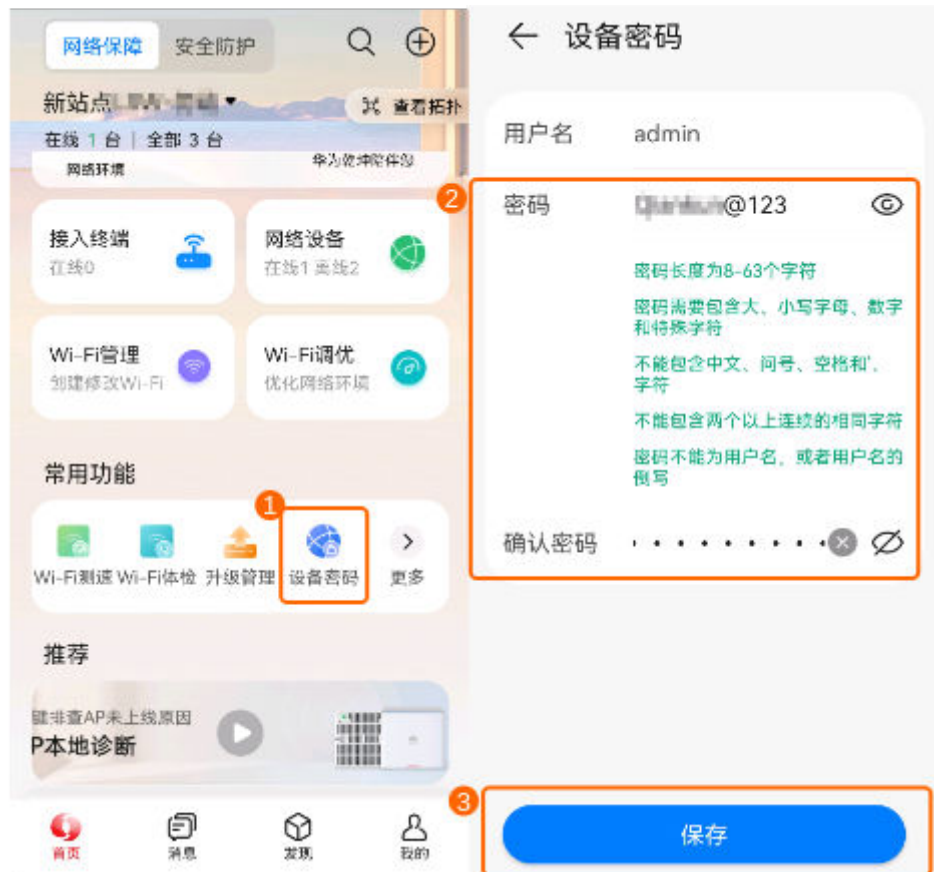 网络保障 安全防护
新站点
查看拓扑
在线 1 台 | 全部 3 台
网络环境
华为乾坤陪伴您
接入终端
在线0
网络设备
在线1 离线2
Wi-Fi管理
创建修改Wi-Fi
Wi-Fi调优
优化网络环境
常用功能
1
Wi-Fi测速 Wi-Fi体检 升级管理 设备密码 更多
推荐
键排查AP未上线原因
P本地诊断
首页 消息 发现 我的
← 设备密码
用户名 admin
2
密码 @123
密码长度为8-63个字符
密码需要包含大、小写字母、数字
和特殊字符
不能包含中文、问号、空格和'、
字符
不能包含两个以上连续的相同字符
密码不能为用户名,或者用户名的
倒写
确认密码
3
保存